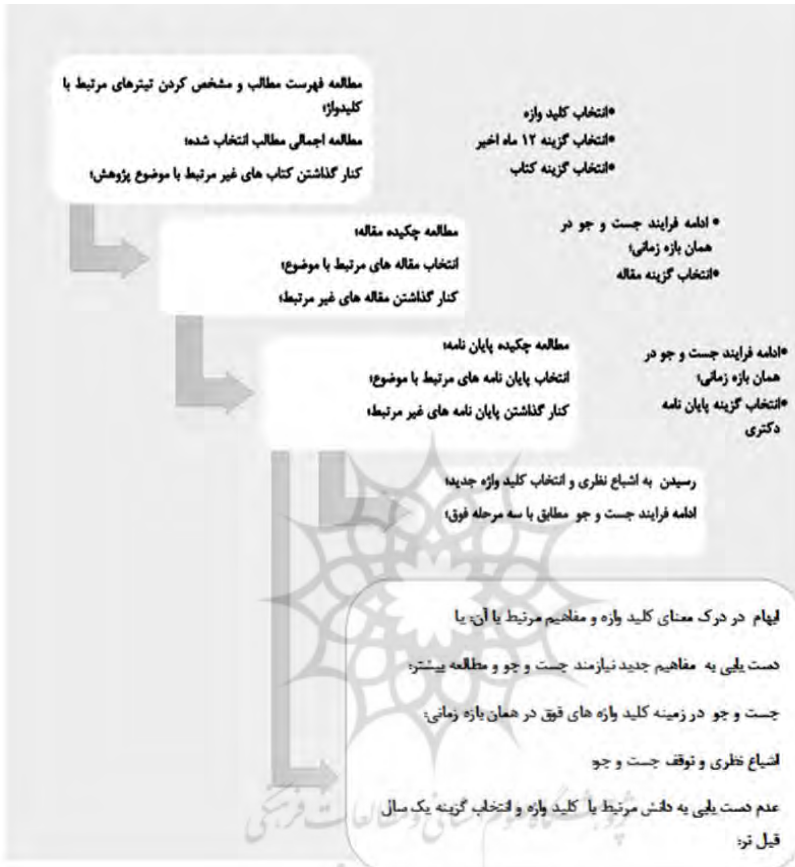 مطالعه فهرست مطالب و مشخص کردن تیترهای مرتبط با
کلیدواژ؛
مطالعه اجمالی مطالب انتخاب شده؛
کنار گذاشتن کتاب های غیر مرتبط با موضوع پژوهش؛
•انتخاب کلید واژه
•انتخاب گزینه ۱۲ ماه اخیر
•انتخاب گزینه کتاب
مطالعه چکیده مقاله؛
انتخاب مقاله های مرتبط با موضوع؛
کنار گذاشتن مقاله های غیر مرتبط؛
• ادامه فرایند جست و جو در
همان بازه زمانی؛
•انتخاب گزینه مقاله
مطالعه چکیده پایان نامه؛
انتخاب پایان نامه های مرتبط با موضوع؛
کنار گذاشتن پایان نامه های غیر مرتبط؛
•ادامه فرایند جست و جو در
همان بازه زمانی؛
•انتخاب گزینه پایان نامه
دکتری
رسیدن به اشباع نظری و انتخاب کلید واژه جدید؛
ادامه فرایند جست و جو مطابق با سه مرحله فوق؛
ابهام در درک معنای کلید واژه و مفاهیم مرتبط با آن؛ یا
دست یابی به مفاهیم جدید نیازمند جست و جو و مطالعه بیشتر؛
جست و جو در زمینه کلید واژه های فوق در همان بازه زمانی؛
اشباع نظری و توقف جست و جو؛
عدم دست یابی به دانش مرتبط با کلید واژه و انتخاب گزینه یک سال
قبل تر؛
پژوهشگاه علوم انسانی و مطالعات فرهنگی